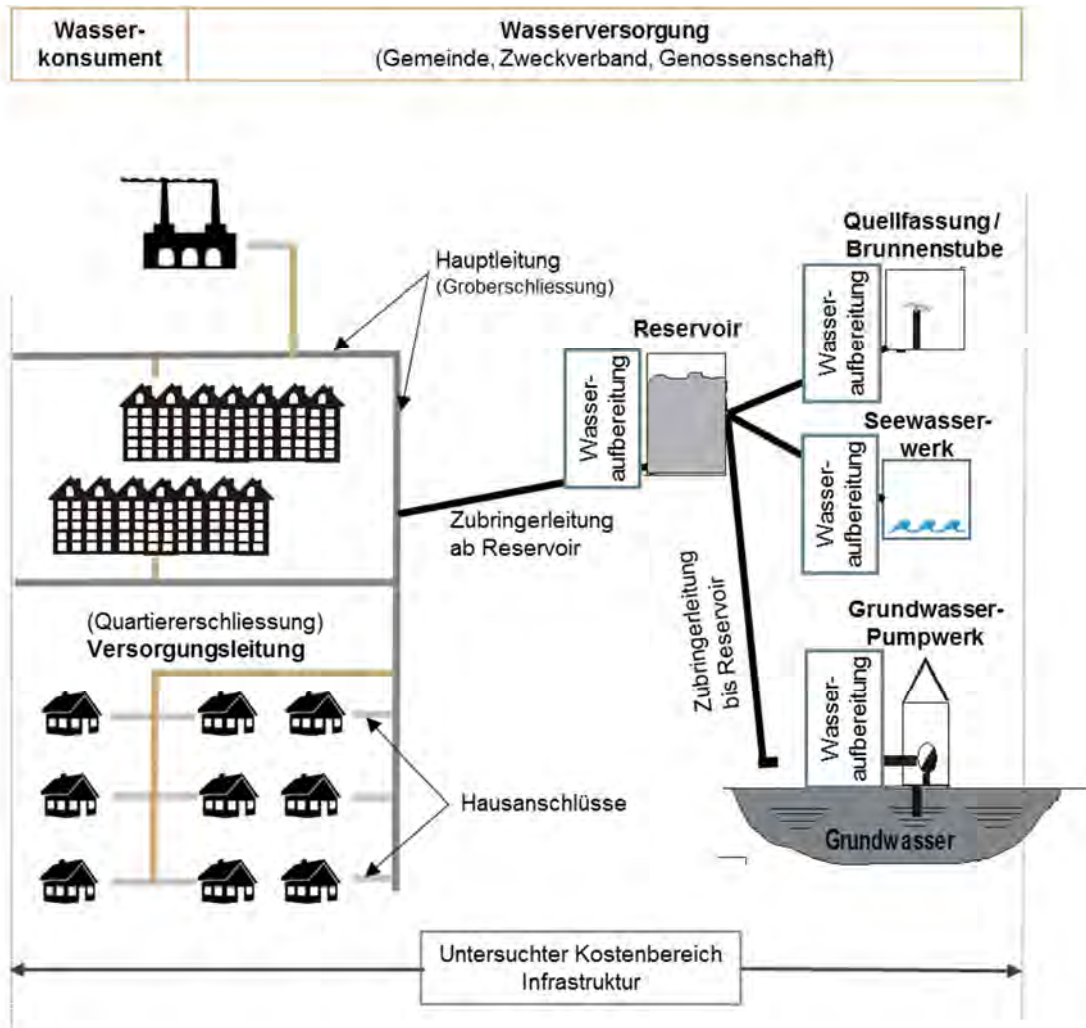 Wasser-
konsument
Wasserversorgung
(Gemeinde, Zweckverband, Genossenschaft)
Quellfassung /
Brunnenstube
Hauptleitung
(Groberschliessung)
Reservoir
Wasser-
aufbereitung
Wasser-
aufbereitung
Seewasser-
werk
Wasser-
aufbereitung
Zubringerleitung
ab Reservoir
Zubringerleitung
bis Reservoir
Grundwasser-
Pumpwerk
Wasser-
aufbereitung
(Quartiererschliessung)
Versorgungsleitung
Hausanschlüsse
Grundwasser
Untersuchter Kostenbereich
Infrastruktur